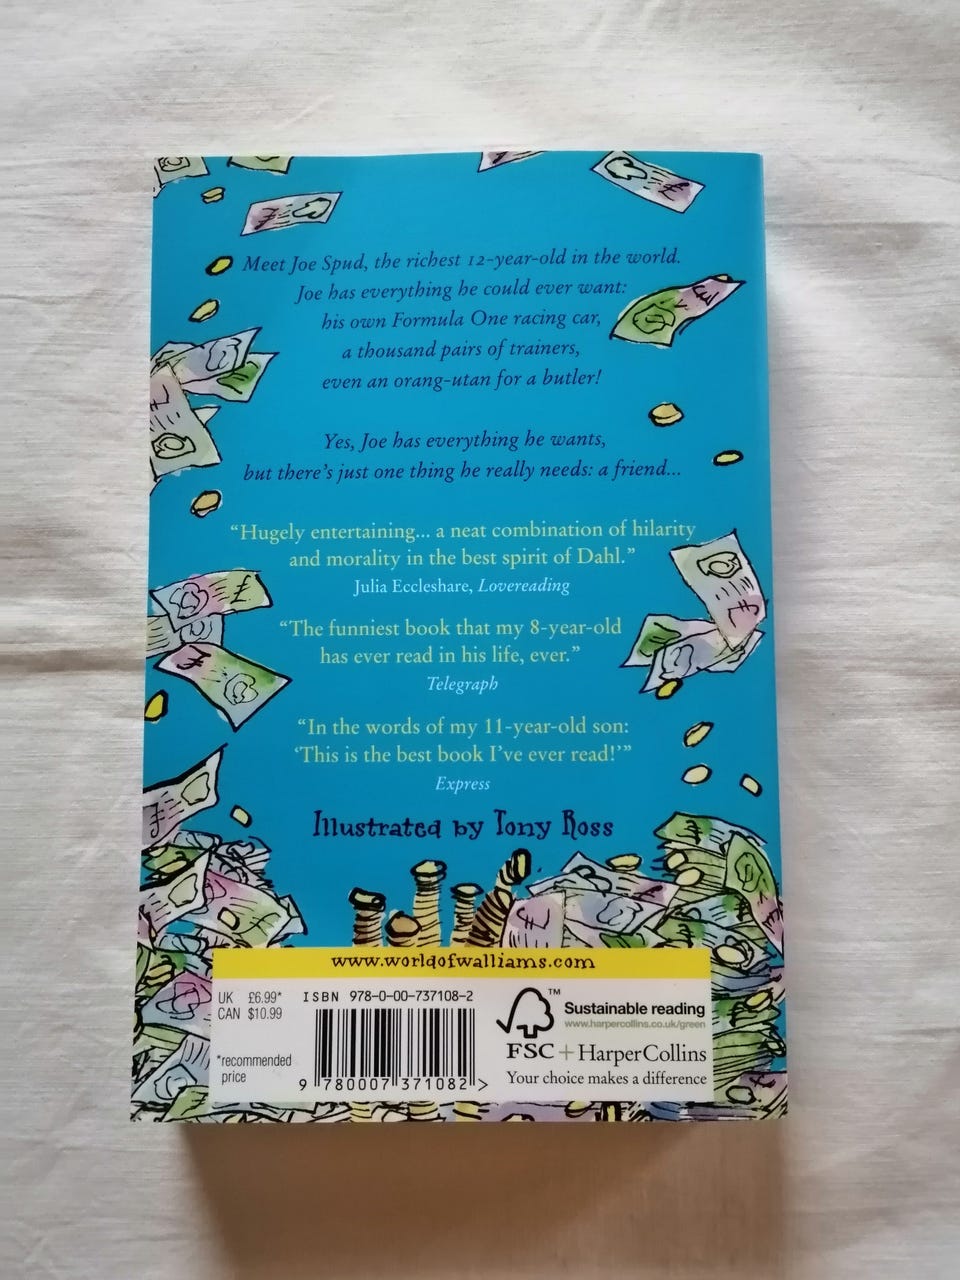 Meet Joe Spud, the richest 12-year-old in the world.
Joe has everything he could ever want:
his own Formula One racing car,
a thousand pairs of trainers,
even an orang-utan for a butler!
Yes, Joe has everything he wants,
but there's just one thing he really needs: a friend...
“Hugely entertaining... a neat combination of hilarity
and morality in the best spirit of Dahl.”
Julia Eccleshare, Lovereading
“The funniest book that my 8-year-old
has ever read in his life, ever.”
Telegraph
“In the words of my 11-year-old son:
‘This is the best book I've ever read!’”
Express
Illustrated by Tony Ross
www.worldofwalliams.com
UK £6.99*
CAN $10.99
*recommended
price
ISBN 978-0-00-737108-2
9 780007 371082 >
™
Sustainable reading
www.harpercollins.co.uk/green
FSC + HarperCollins
Your choice makes a difference